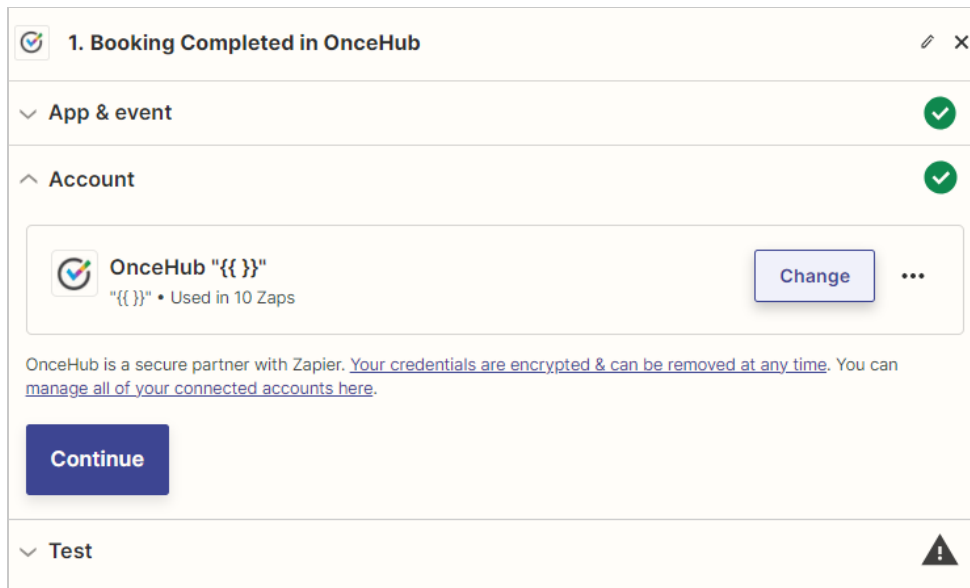 1. Booking Completed in OnceHub
App & event
Account
OnceHub "{{ }}"
"{{ }}" • Used in 10 Zaps
Change
OnceHub is a secure partner with Zapier. Your credentials are encrypted & can be removed at any time. You can
manage all of your connected accounts here.
Continue
Test